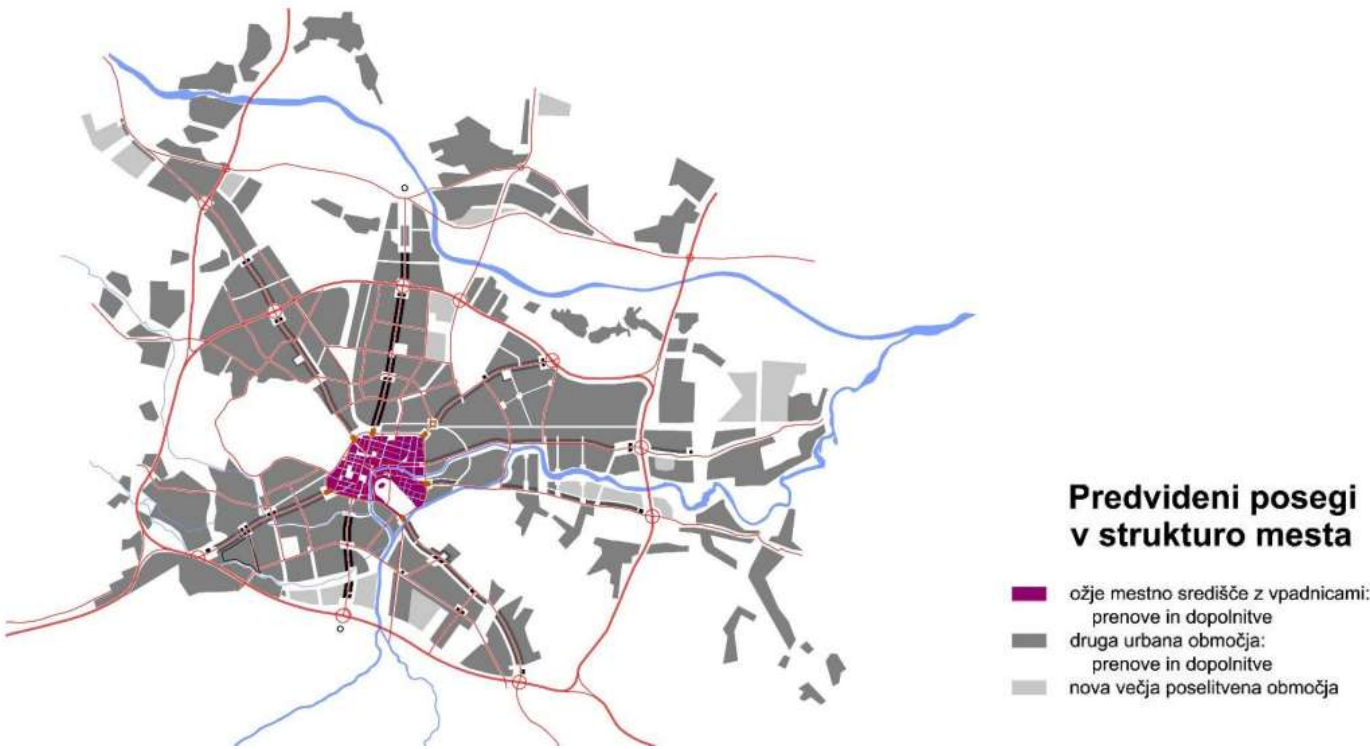 Predvideni posegi
v strukturo mesta
ožje mestno središče z vpadnicami:
prenove in dopolnitve
druga urbana območja:
prenove in dopolnitve
nova večja poselitvena območja